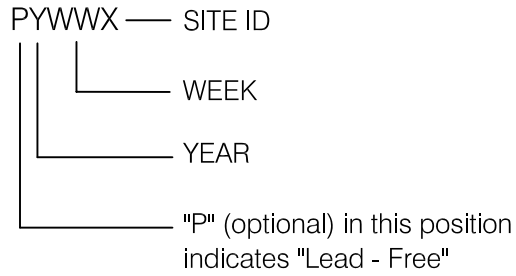 PYWWX SITE ID
WEEK
YEAR
"P" (optional) in this position
indicates "Lead - Free"